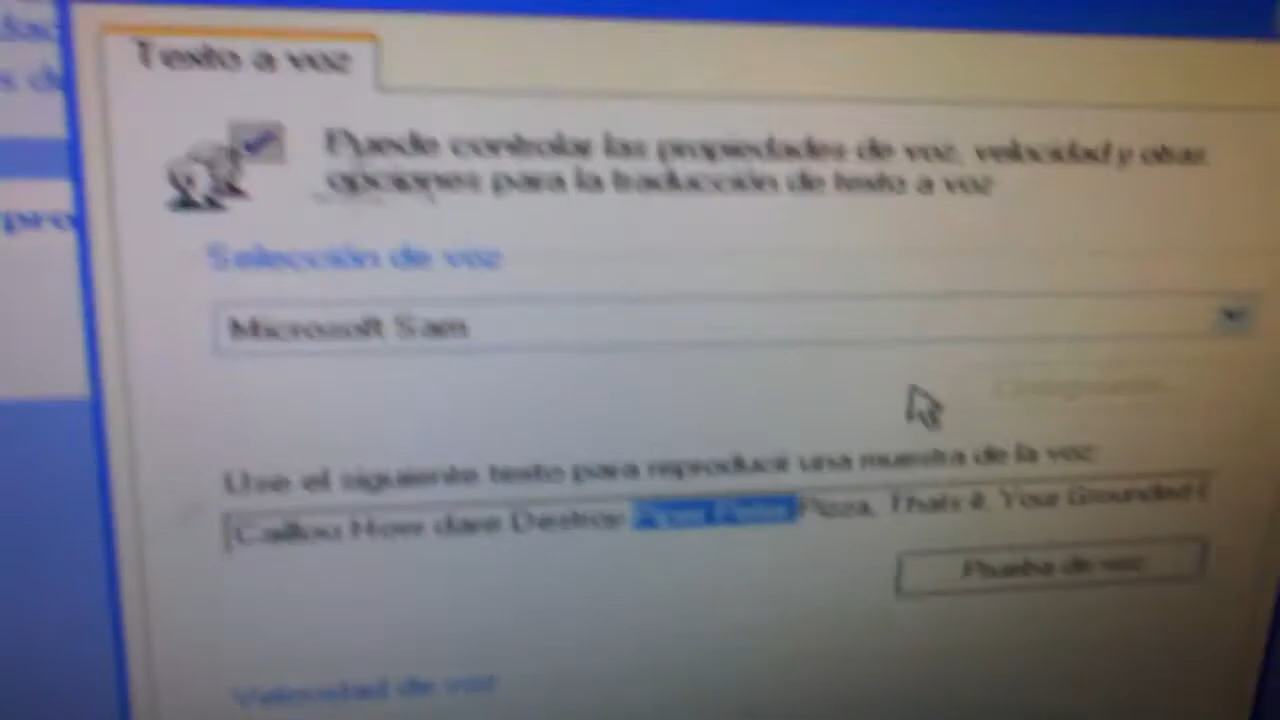 Texto a voz
Puede controlar las propiedades de voz, velocidad y otras
opciones para la traducción de texto a voz
Selección de voz
Microsoft Sam
Use el siguiente texto para reproducir una muestra de la voz:
Caillou How dare Destroy Pizza, Thats it, Your Grounded
Prueba de voz
Velocidad de voz